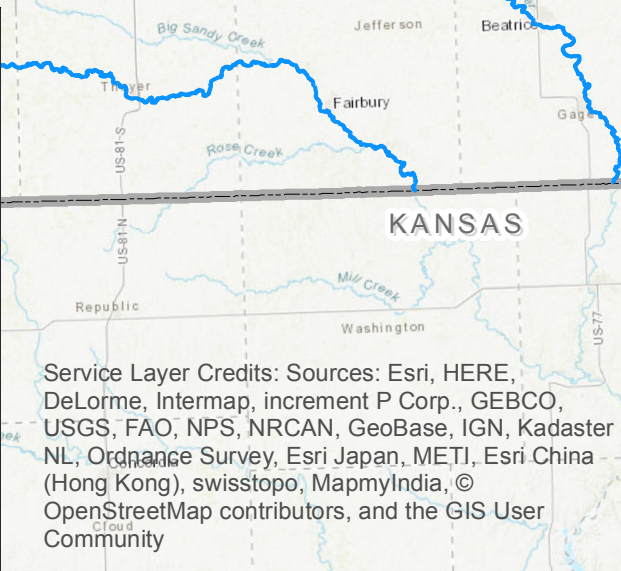 Big Sandy Creek
Jefferson
Beatrice
Thayer
Fairbury
Gage
US-81-S
Rose Creek
KANSAS
US-81-N
Mill Creek
Republic
Washington
US-77
Service Layer Credits: Sources: Esri, HERE,
DeLorme, Intermap, increment P Corp., GEBCO,
USGS, FAO, NPS, NRCAN, GeoBase, IGN, Kadaster
eek
NL, Ordnance Survey, Esri Japan, METI, Esri China
Concordia
(Hong Kong), swisstopo, MapmyIndia, ©
OpenStreetMap contributors, and the GIS User
Cloud
Community